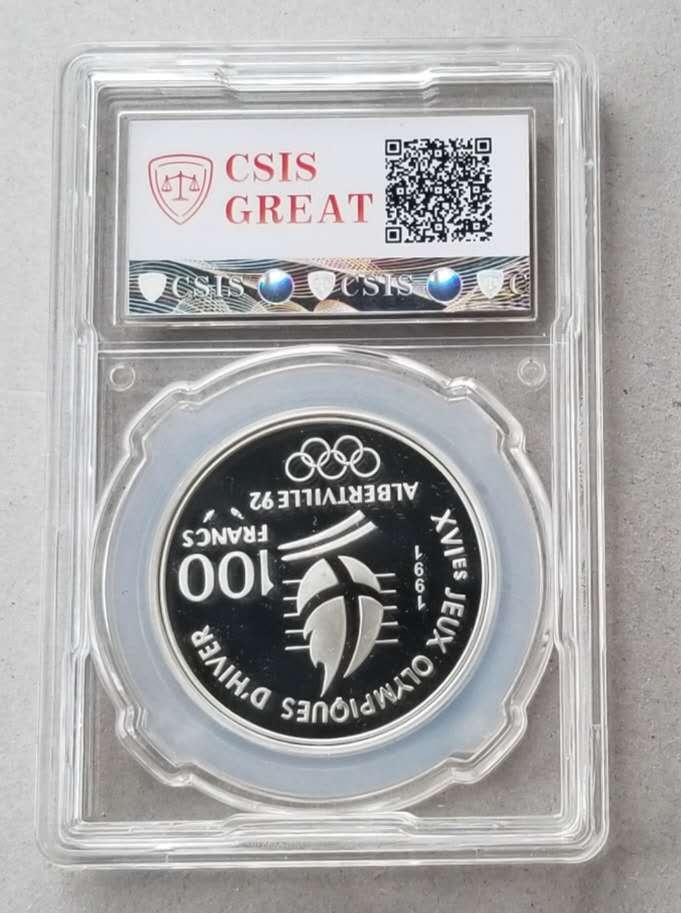 CSIS
GREAT
CSIS CSIS C
ALBERTVILLE 92
100
FRANCS
1991
XVIES JEUX OLYMPIQUES D'HIVER